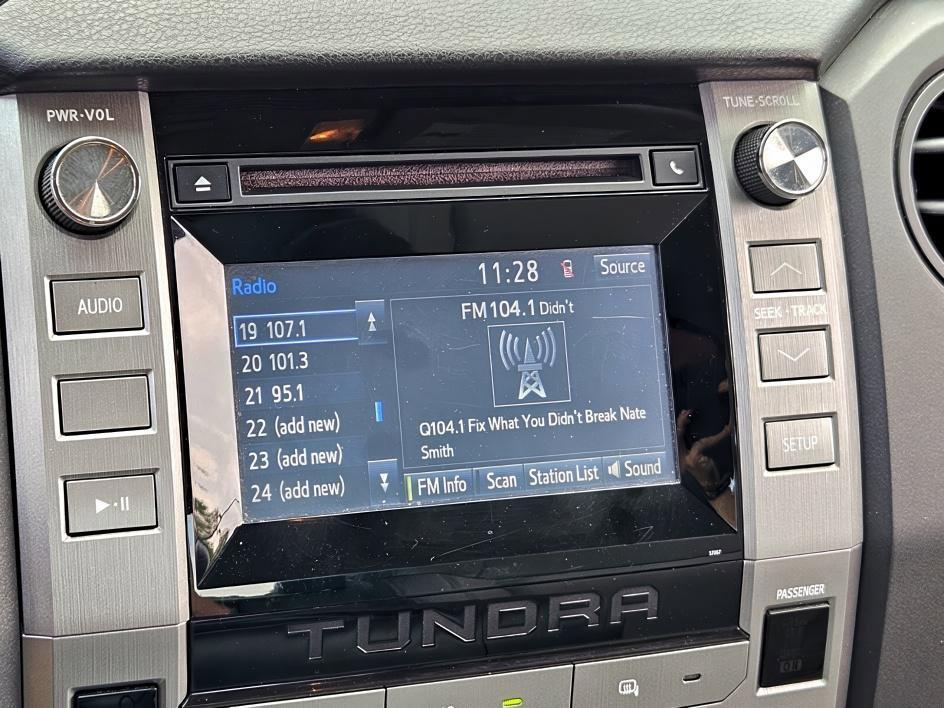 PWR·VOL
TUNE·SCROLL
AUDIO
SEEK·TRACK
SETUP
Radio
11:28
Source
19 107.1
20 101.3
21 95.1
22 (add new)
23 (add new)
24 (add new)
FM 104.1 Didn't
Q104.1 Fix What You Didn't Break Nate
Smith
FM Info
Scan
Station List
Sound
TUNDRA
PASSENGER
ON